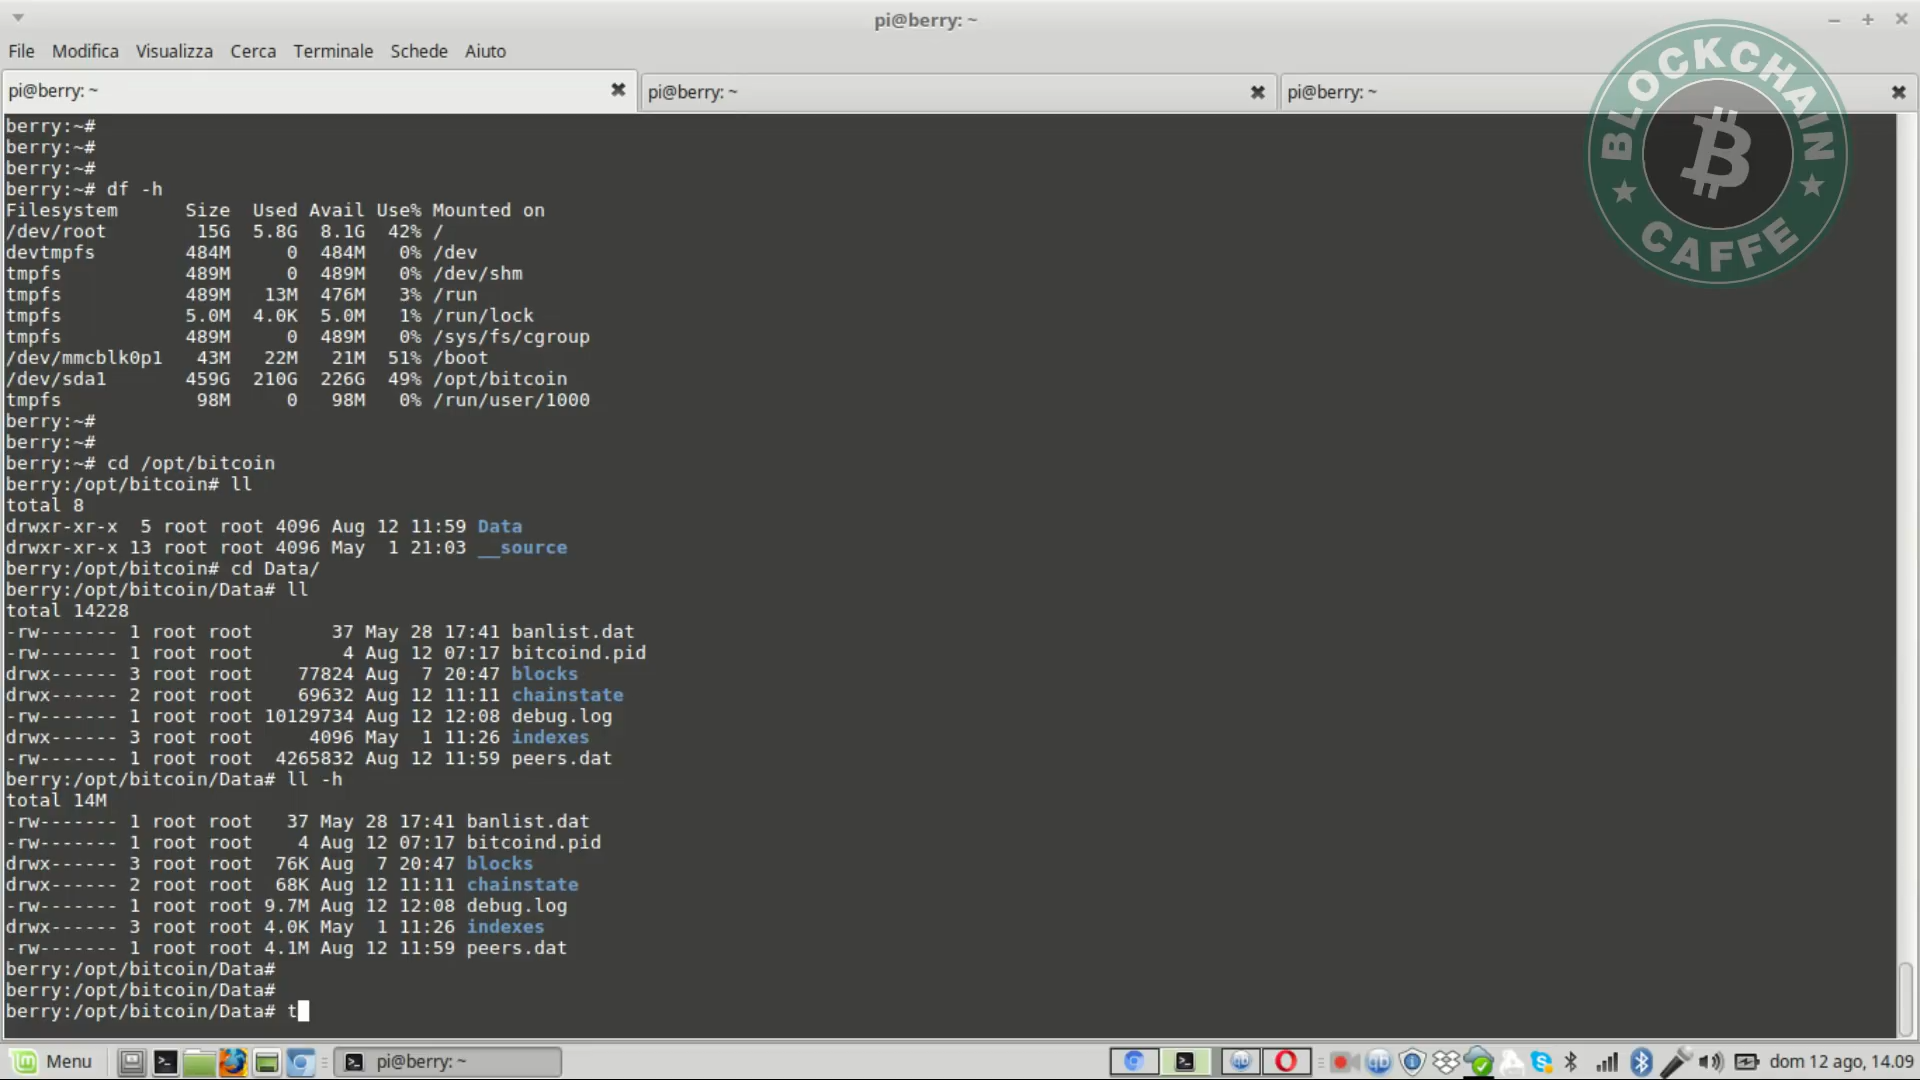 pi@berry: ~
File Modifica Visualizza Cerca Terminale Schede Aiuto
pi@berry: ~ pi@berry: ~ pi@berry: ~
BLOCKCHAIN
CAFFE
berry:~#
berry:~#
berry:~#
berry:~# df -h
Filesystem Size Used Avail Use% Mounted on
/dev/root 15G 5.8G 8.1G 42% /
devtmpfs 484M 0 484M 0% /dev
tmpfs 489M 0 489M 0% /dev/shm
tmpfs 489M 13M 476M 3% /run
tmpfs 5.0M 4.0K 5.0M 1% /run/lock
tmpfs 489M 0 489M 0% /sys/fs/cgroup
/dev/mmcblk0p1 43M 22M 21M 51% /boot
/dev/sda1 459G 210G 226G 49% /opt/bitcoin
tmpfs 98M 0 98M 0% /run/user/1000
berry:~#
berry:~#
berry:~# cd /opt/bitcoin
berry:/opt/bitcoin# ll
total 8
drwxr-xr-x 5 root root 4096 Aug 12 11:59 Data
drwxr-xr-x 13 root root 4096 May 1 21:03 __source
berry:/opt/bitcoin# cd Data/
berry:/opt/bitcoin/Data# ll
total 14228
-rw------- 1 root root 37 May 28 17:41 banlist.dat
-rw------- 1 root root 4 Aug 12 07:17 bitcoind.pid
drwx------ 3 root root 77824 Aug 7 20:47 blocks
drwx------ 2 root root 69632 Aug 12 11:11 chainstate
-rw------- 1 root root 10129734 Aug 12 12:08 debug.log
drwx------ 3 root root 4096 May 1 11:26 indexes
-rw------- 1 root root 4265832 Aug 12 11:59 peers.dat
berry:/opt/bitcoin/Data# ll -h
total 14M
-rw------- 1 root root 37 May 28 17:41 banlist.dat
-rw------- 1 root root 4 Aug 12 07:17 bitcoind.pid
drwx------ 3 root root 76K Aug 7 20:47 blocks
drwx------ 2 root root 68K Aug 12 11:11 chainstate
-rw------- 1 root root 9.7M Aug 12 12:08 debug.log
drwx------ 3 root root 4.0K May 1 11:26 indexes
-rw------- 1 root root 4.1M Aug 12 11:59 peers.dat
berry:/opt/bitcoin/Data#
berry:/opt/bitcoin/Data#
berry:/opt/bitcoin/Data# t
Menu pi@berry: ~ dom 12 ago, 14.09